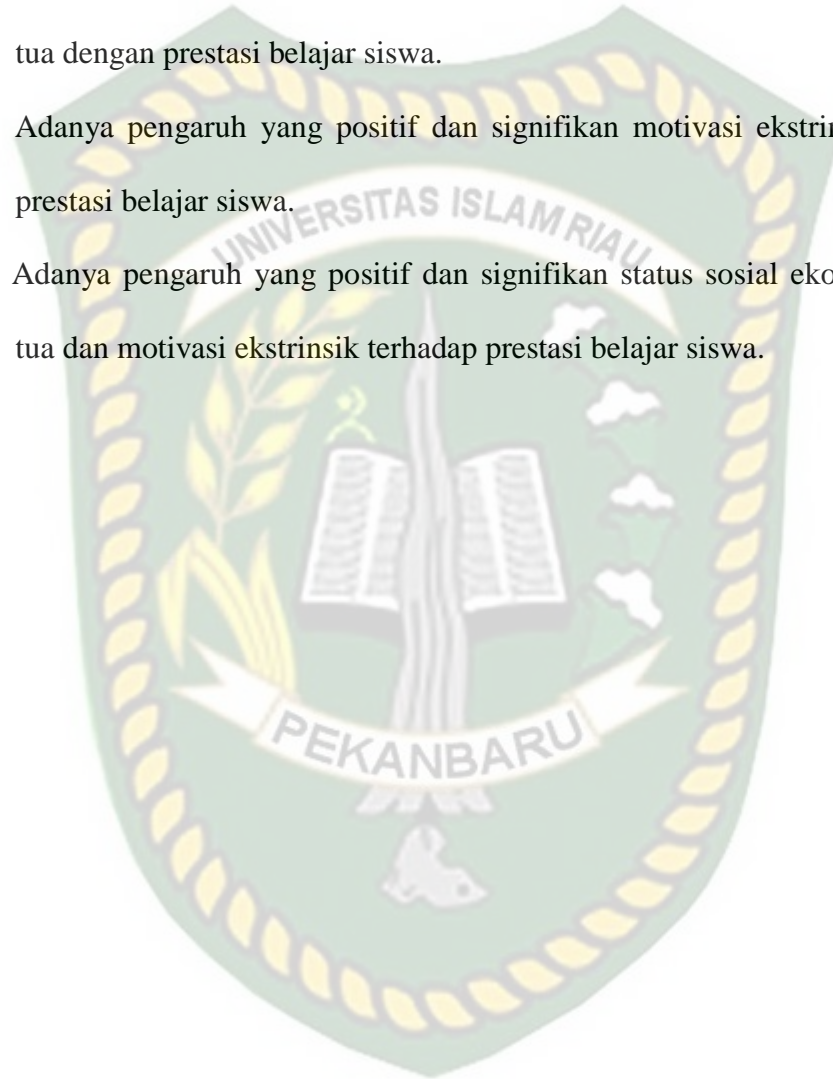 tua dengan prestasi belajar siswa.
Adanya pengaruh yang positif dan signifikan motivasi ekstrin
prestasi belajar siswa.
UNIVERSITAS ISLAM RIAU
Adanya pengaruh yang positif dan signifikan status sosial eko
tua dan motivasi ekstrinsik terhadap prestasi belajar siswa.
PEKANBARU